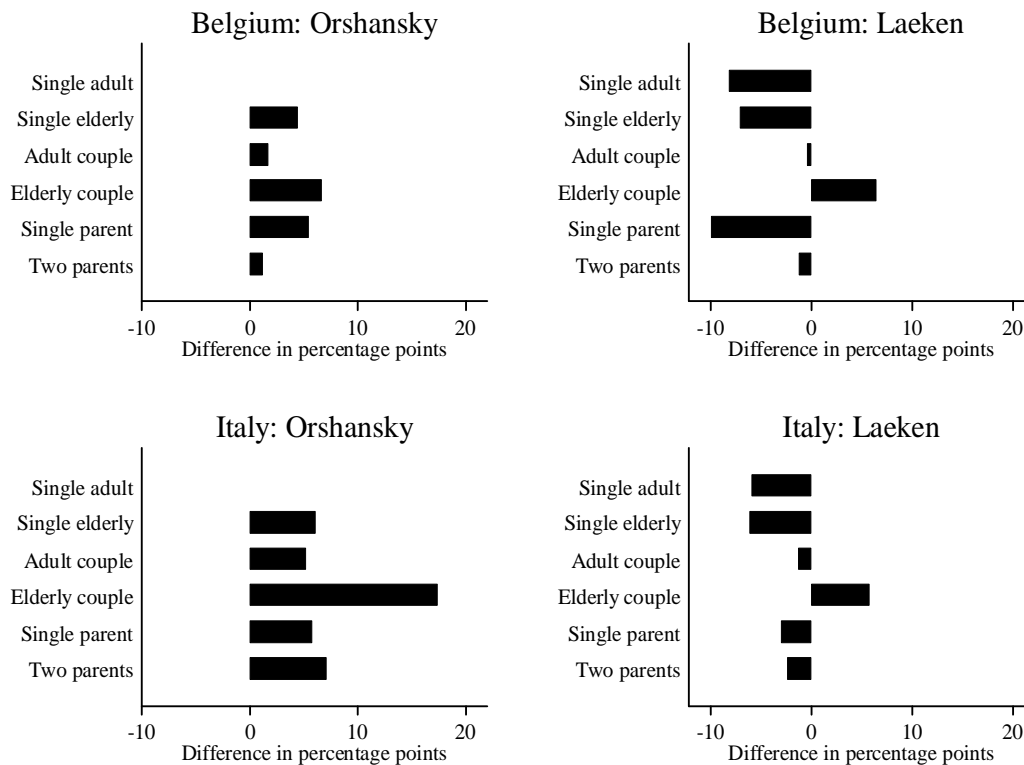 Belgium: Orshansky
Single adult
Single elderly
Adult couple
Elderly couple
Single parent
Two parents
-10 0 10 20
Difference in percentage points
Belgium: Laeken
Single adult
Single elderly
Adult couple
Elderly couple
Single parent
Two parents
-10 0 10 20
Difference in percentage points
Italy: Orshansky
Single adult
Single elderly
Adult couple
Elderly couple
Single parent
Two parents
-10 0 10 20
Difference in percentage points
Italy: Laeken
Single adult
Single elderly
Adult couple
Elderly couple
Single parent
Two parents
-10 0 10 20
Difference in percentage points